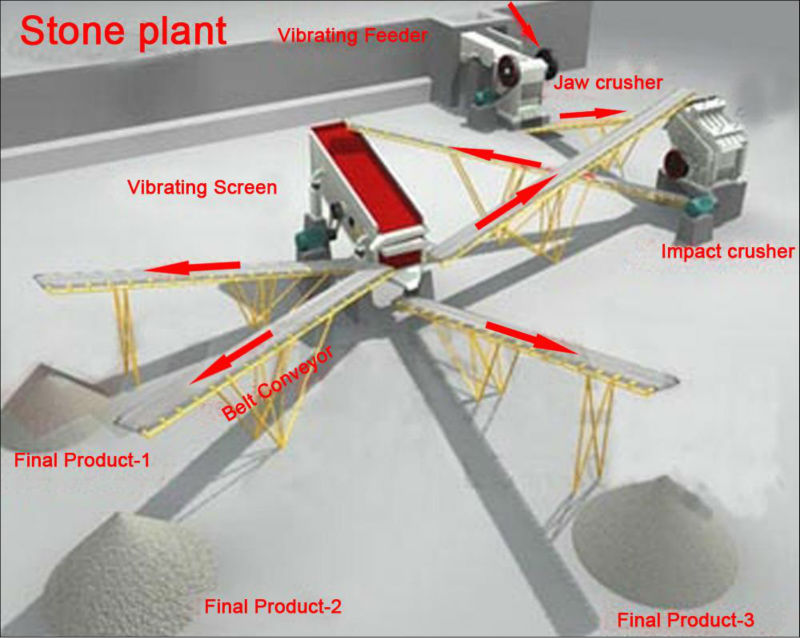 Stone plant
Vibrating Feeder
Jaw crusher
Vibrating Screen
Impact crusher
Belt Conveyor
Final Product-1
Final Product-2
Final Product-3